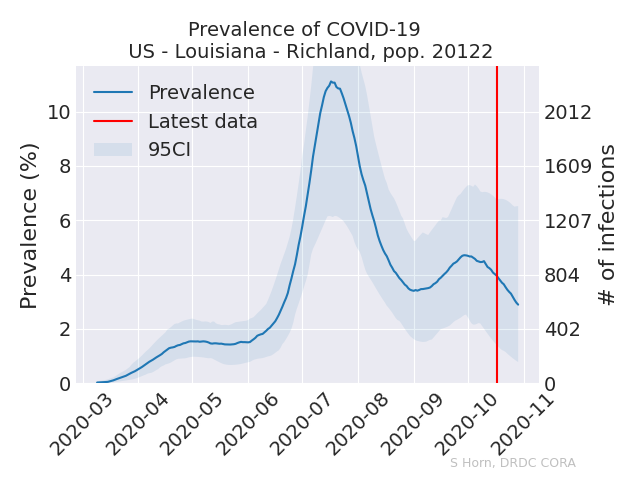 Prevalence of COVID-19
US - Louisiana - Richland, pop. 20122
Prevalence
Latest data
95CI
Prevalence (%)
10
8
6
4
2
0
2012
1609
1207
804
402
0
# of infections
2020-03
2020-04
2020-05
2020-06
2020-07
2020-08
2020-09
2020-10
2020-11
S Horn, DRDC CORA